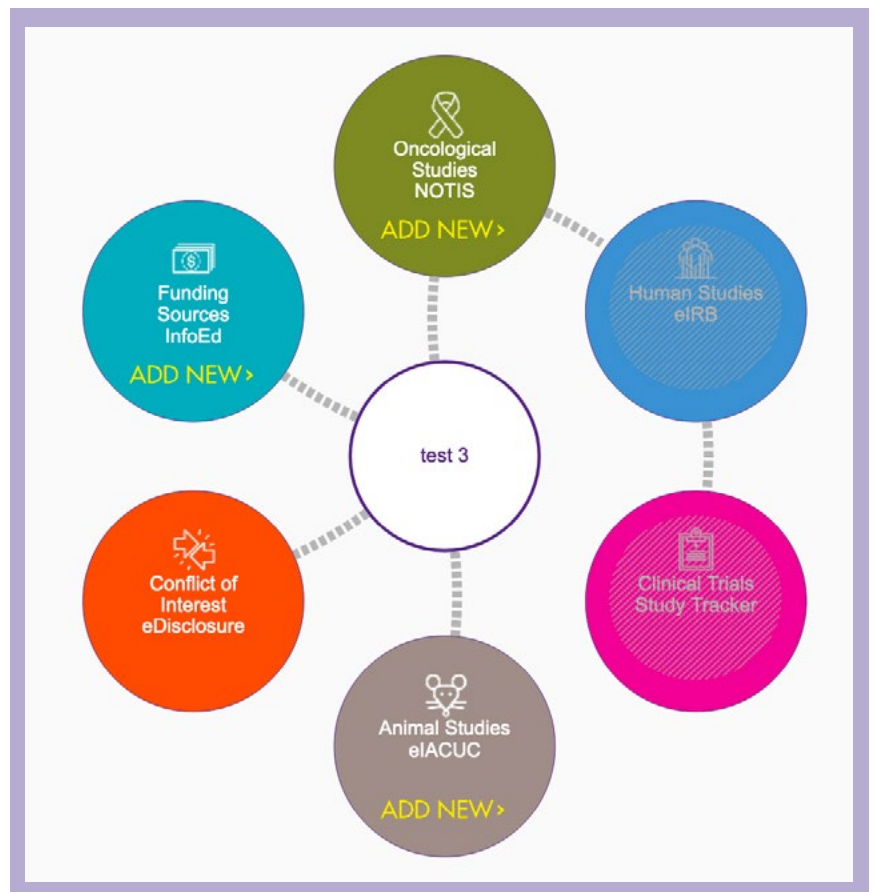 Oncological
Studies
NOTIS
ADD NEW>
Funding
Sources
InfoEd
ADD NEW>
Human Studies
eIRB
test 3
Conflict of
Interest
eDisclosure
Clinical Trials
Study Tracker
Animal Studies
eIACUC
ADD NEW>